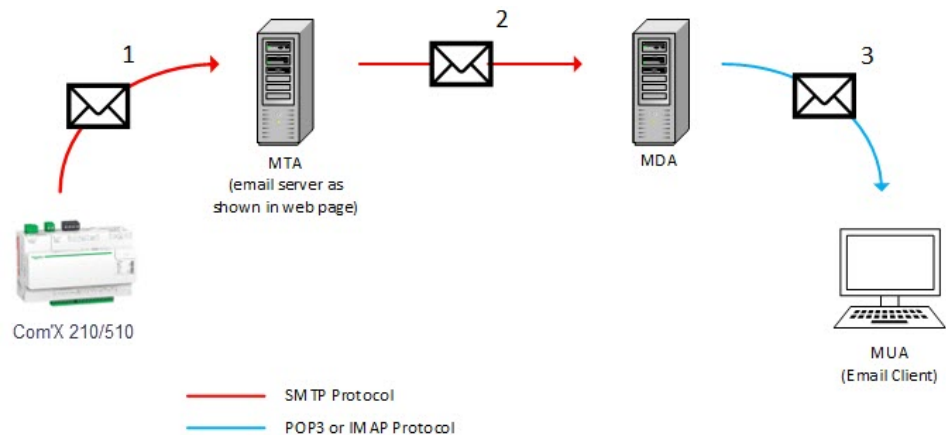 1
2
3
MTA
(email server as
shown in web page)
MDA
Com'X 210/510
MUA
(Email Client)
SMTP Protocol
POP3 or IMAP Protocol